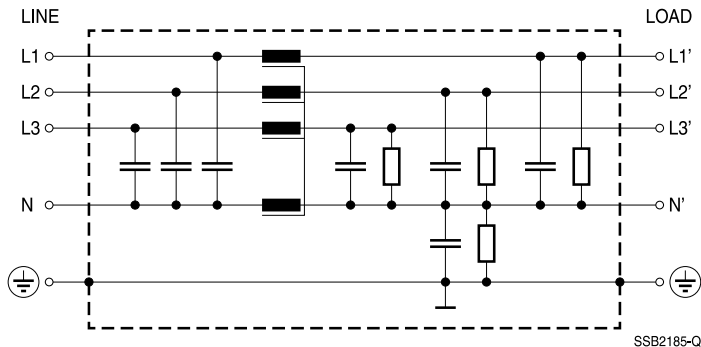 LINE LOAD
L1 L1'
L2 L2'
L3 L3'
N N'
SSB2185-Q